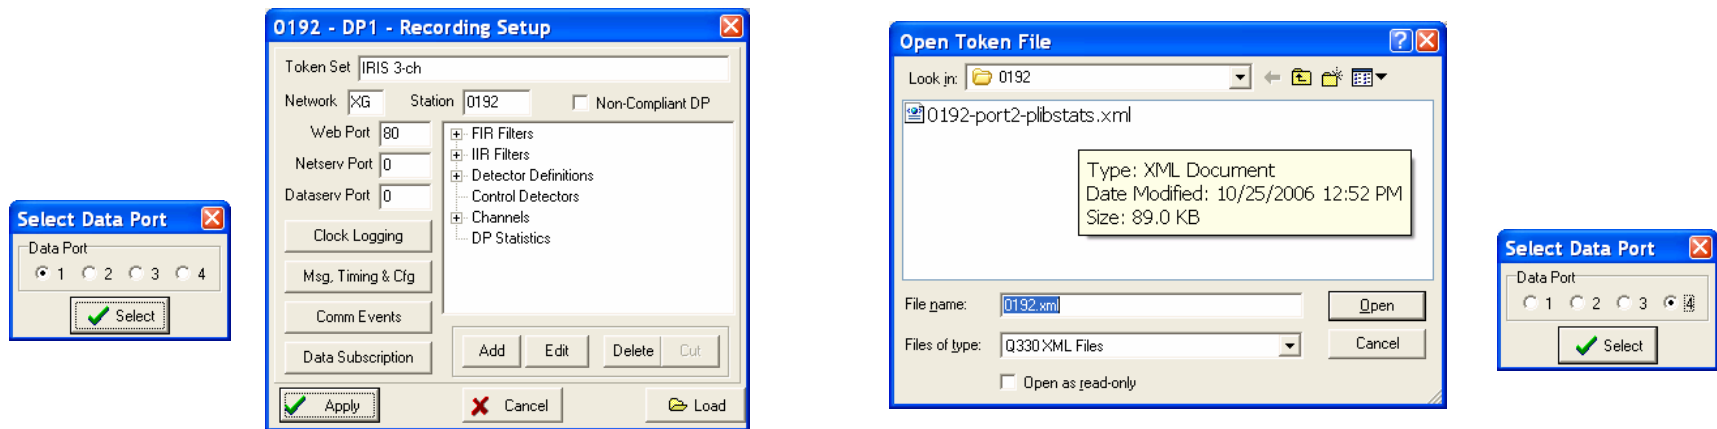 Select Data Port
Data Port
1 2 3 4
Select
0192 - DP1 - Recording Setup
Token Set IRIS 3-ch
Network XG Station 0192 Non-Compliant DP
Web Port 80
Netserv Port 0
Dataserv Port 0
FIR Filters
IIR Filters
Detector Definitions
Control Detectors
Channels
DP Statistics
Clock Logging
Msg, Timing & Cfg
Comm Events
Data Subscription
Add Edit Delete Cut
Apply Cancel Load
Open Token File
Look in: 0192
0192-port2-plibstats.xml
Type: XML Document
Date Modified: 10/25/2006 12:52 PM
Size: 89.0 KB
File name: 0192.xml Open
Files of type: Q330 XML Files Cancel
Open as read-only
Select Data Port
Data Port
1 2 3 4
Select